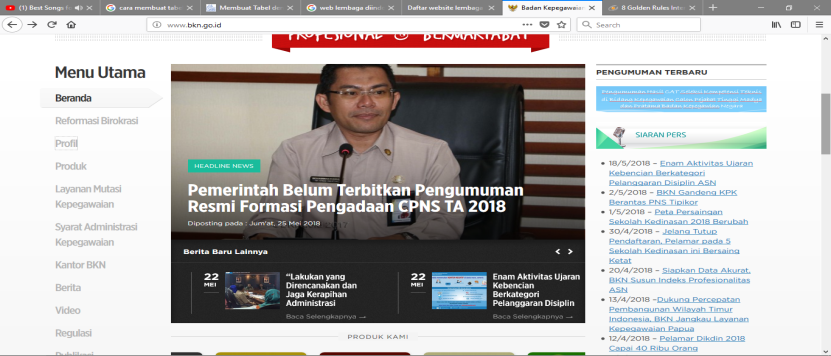 (1) Best Songs
cara membuat tabe
Membuat Tabel de
web lembaga diind
Daftar website lembaga
Badan Kepegawaian
8 Golden Rules Inte
www.bkn.go.id
Search
PROFESIONAL & BERMARTABAT
Menu Utama
Beranda
Reformasi Birokrasi
Profil
Produk
Layanan Mutasi
Kepegawaian
Syarat Administrasi
Kepegawaian
Kantor BKN
Berita
Video
Regulasi
HEADLINE NEWS
Pemerintah Belum Terbitkan Pengumuman
Resmi Formasi Pengadaan CPNS TA 2018
Diposting pada : Jum'at, 25 Mei 2018
Berita Baru Lainnya
22
MEI
“Lakukan yang
Direncanakan dan
Jaga Kerapihan
Administrasi
Baca Selengkapnya
22
MEI
Enam Aktivitas Ujaran
Kebencian
Berkategori
Pelanggaran Disiplin
Baca Selengkapnya
PRODUK KAMI
PENGUMUMAN TERBARU
SIARAN PERS
18/5/2018 – Enam Aktivitas Ujaran
Kebencian Berkategori
Pelanggaran Disiplin ASN
2/5/2018 – BKN Gandeng KPK
Berantas PNS Tipikor
1/5/2018 – Peta Persaingan
Sekolah Kedinasan 2018 Berubah
30/4/2018 – Jelang Tutup
Pendaftaran, Pelamar pada 5
Sekolah Kedinasan ini Bersaing
Ketat
20/4/2018 – Siapkan Data Akurat,
BKN Susun Indeks Profesionalitas
ASN
13/4/2018 –Dukung Percepatan
Pembangunan Wilayah Timur
Indonesia, BKN Jangkau Layanan
Kepegawaian Papua
12/4/2018 – Pelamar Dikdin 2018
Capai 40 Ribu Orang